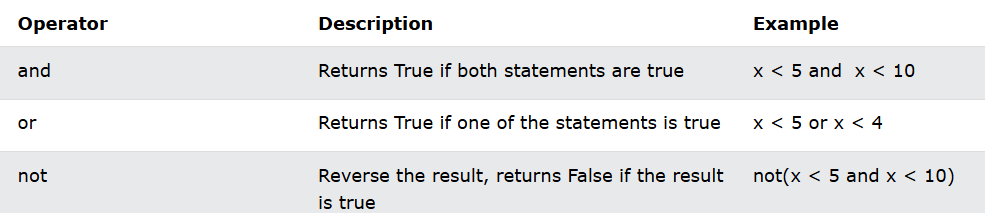 Operator Description Example
and Returns True if both statements are true x < 5 and  x < 10
or Returns True if one of the statements is true x < 5 or x < 4
not Reverse the result, returns False if the result not(x < 5 and x < 10)
is true